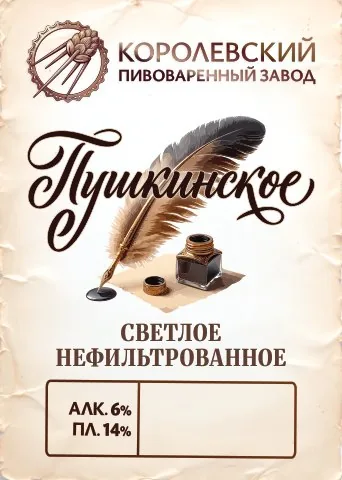 КОРОЛЕВСКИЙ
ПИВОВАРЕННЫЙ ЗАВОД
Пушкинское
СВЕТЛОЕ
НЕФИЛЬТРОВАННОЕ
АЛК. 6%
ПЛ. 14%